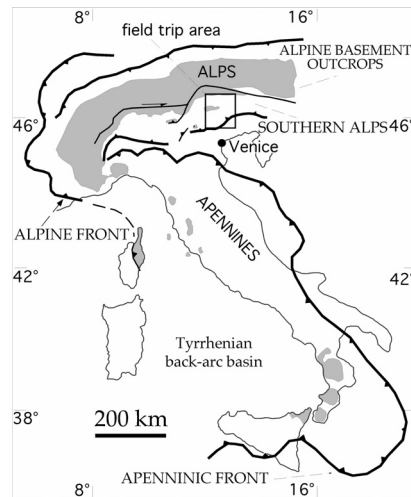 8° 16°
field trip area
ALPINE BASEMENT
OUTCROPS
ALPS
46° 46°
SOUTHERN ALPS
Venice
ALPINE FRONT
APENNINES
42° 42°
Tyrrhenian
back-arc basin
38°
200 km
APENNINIC FRONT
8° 16°